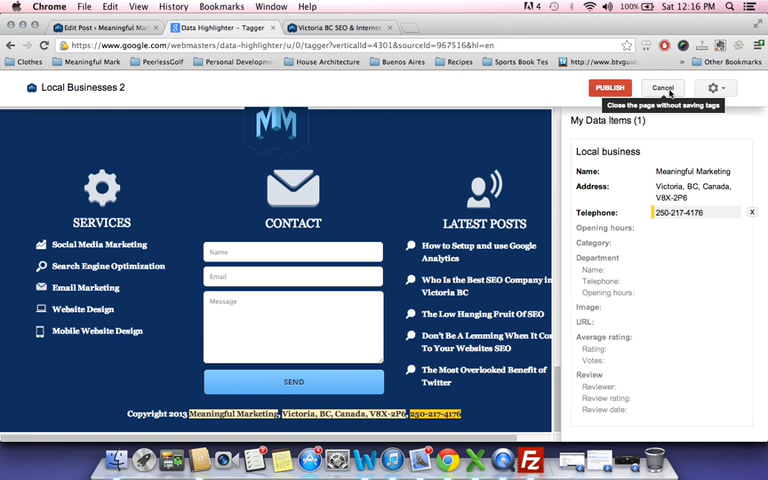 Chrome File Edit View History Bookmarks Window Help 4 100% Sat 12:16 PM
Edit Post ‹ Meaningful Mar × Data Highlighter – Tagger × Victoria BC SEO & Internet ×
https://www.google.com/webmasters/data-highlighter/u/0/tagger?verticalId=4301&sourceId=967516&hl=en
Clothes Meaningful Mark PeerlessGolf Personal Developm House Architecture Buenos Aires Recipes Sports Book Tes http://www.btvguid » Other Bookmarks
Local Businesses 2 PUBLISH Cancel
Close the page without saving tags
My Data Items (1)
Local business
Name: Meaningful Marketing
Address: Victoria, BC, Canada,
V8X-2P6
Telephone: 250-217-4176 X
Opening hours:
Category:
Department
Name:
Telephone:
Opening hours:
Image:
URL:
Average rating:
Rating:
Votes:
Review
Reviewer:
Review rating:
Review date:
SERVICES
Social Media Marketing
Search Engine Optimization
Email Marketing
Website Design
Mobile Website Design
CONTACT
Name
Email
Message
SEND
LATEST POSTS
How to Setup and use Google
Analytics
Who Is the Best SEO Company in
Victoria BC
The Low Hanging Fruit Of SEO
Don't Be A Lemming When It Co
To Your Websites SEO
The Most Overlooked Benefit of
Twitter
Copyright 2013 Meaningful Marketing, Victoria, BC, Canada, V8X-2P6, 250-217-4176